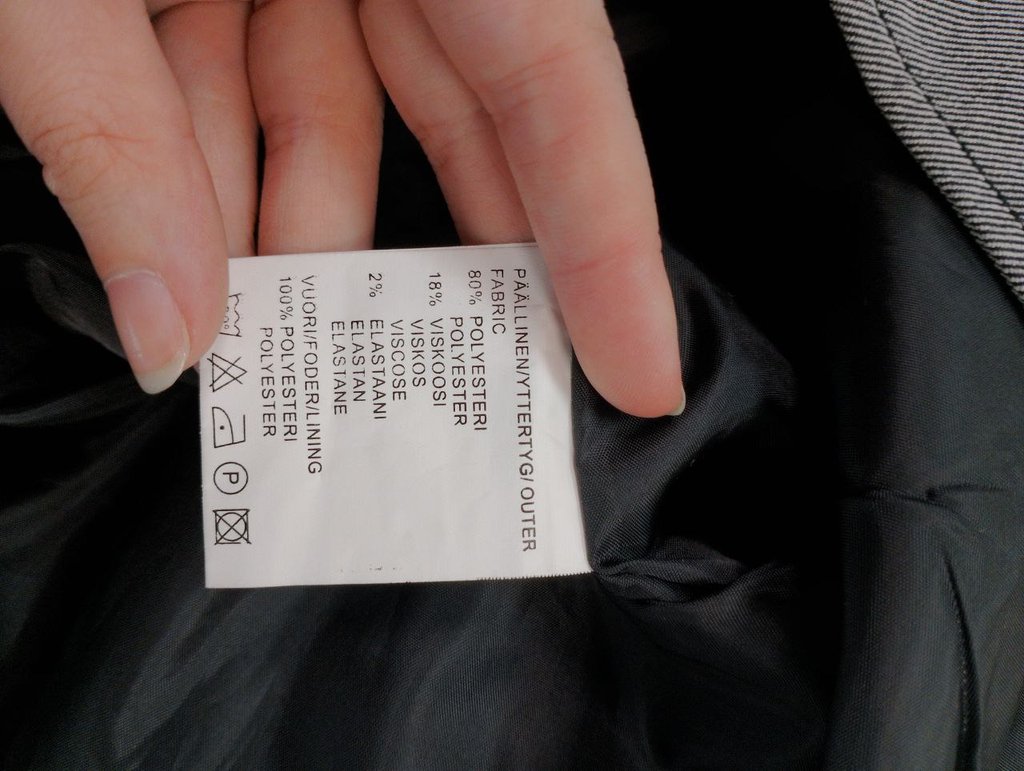 PÄÄLLINEN/YTTERTYG/OUTER
FABRIC
80% POLYESTERI
POLYESTER
18% VISKOOSI
VISKOS
VISCOSE
2% ELASTAANI
ELASTAN
ELASTANE
VUORI/FODER/LINING
100% POLYESTERI
POLYESTER
P